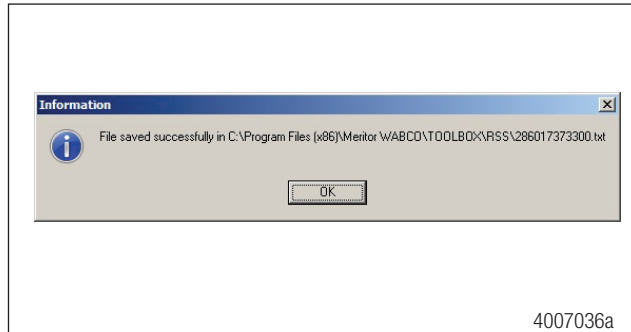 Information
File saved successfully in C:\Program Files (x86)\Meritor WABCO\TOOLBOX\RSS\286017373300.txt
OK
4007036a